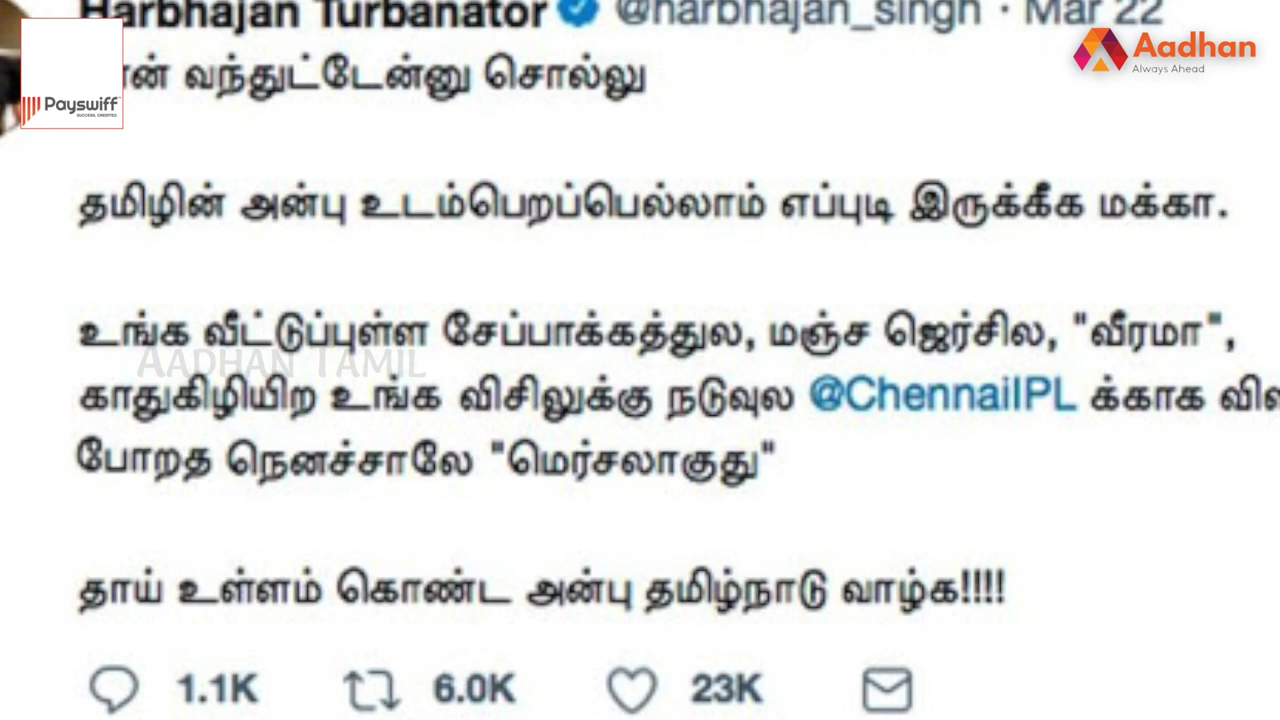 Harbhajan Turbanator @harbhajan_singh · Mar 22
வந்துட்டேன்னு சொல்லு
தமிழின் அன்பு உடம்பெறப்பெல்லாம் எப்புடி இருக்கீக மக்கா.
உங்க வீட்டுப்புள்ள சேப்பாக்கத்துல, மஞ்ச ஜெர்சில, "வீரமா",
காதுகிழியிற உங்க விசிலுக்கு நடுவுல @ChennaiIPL க்காக
போறத நெனச்சாலே "மெர்சலாகுது"
தாய் உள்ளம் கொண்ட அன்பு தமிழ்நாடு வாழ்க!!!!
1.1K 6.0K 23K
Payswiff
SUCCESS, CREDITED.
Aadhan
Always Ahead
AADHAN TAMIL